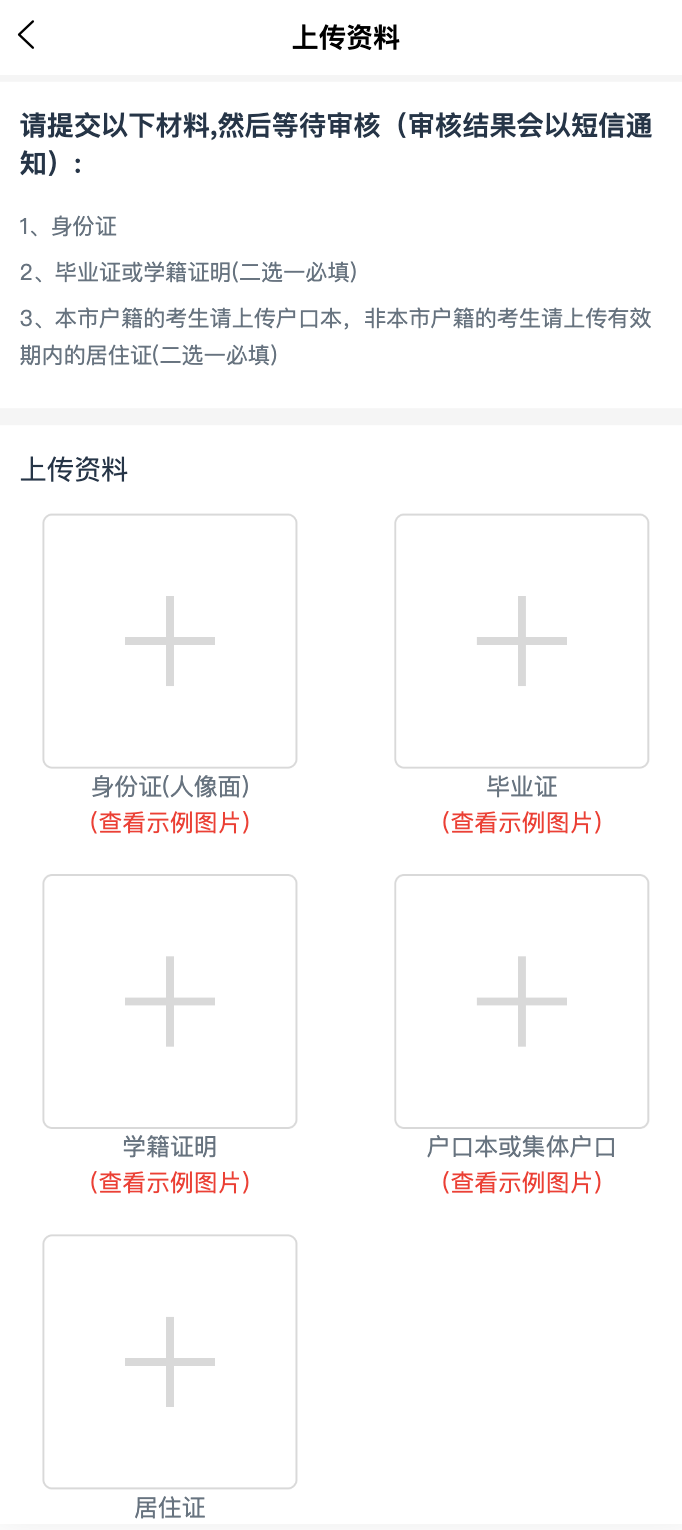 上传资料
请提交以下材料,然后等待审核（审核结果会以短信通
知）:
1、身份证
2、毕业证或学籍证明(二选一必填)
3、本市户籍的考生请上传户口本，非本市户籍的考生请上传有效
期内的居住证(二选一必填)
上传资料
身份证(人像面)
(查看示例图片)
毕业证
(查看示例图片)
学籍证明
(查看示例图片)
户口本或集体户口
(查看示例图片)
居住证